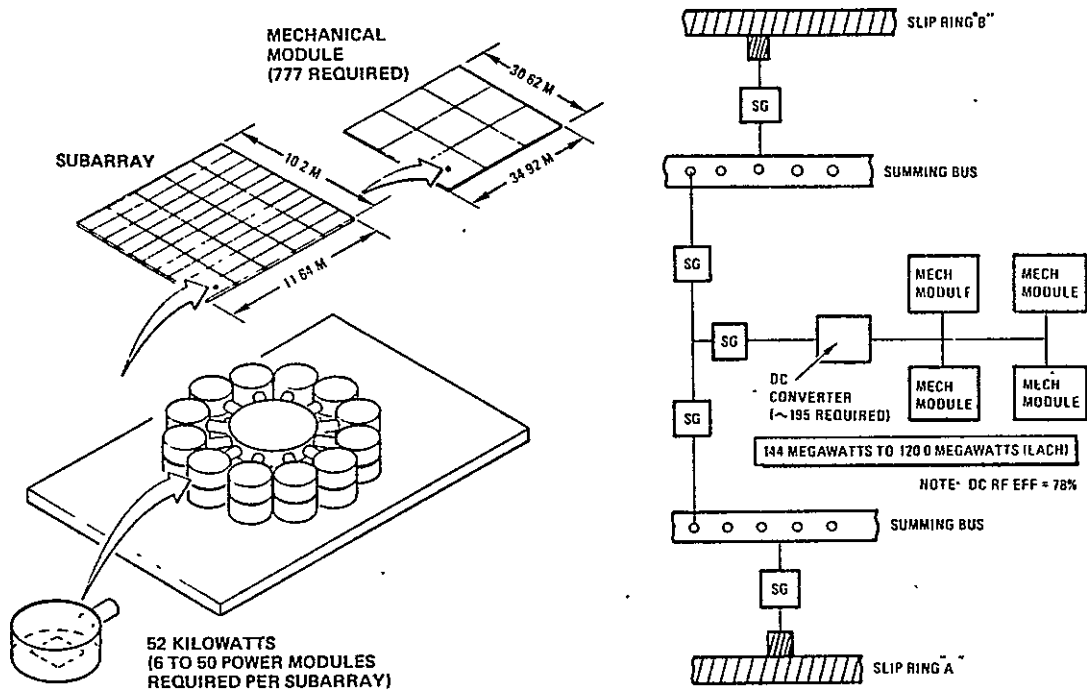 MECHANICAL
MODULE
(777 REQUIRED)
30 62 M
34 92 M
SUBARRAY
10.2 M
11 64 M
52 KILOWATTS
(6 TO 50 POWER MODULES
REQUIRED PER SUBARRAY)
SLIP RING "B"
SG
SUMMING BUS
SG
SG
SG
DC
CONVERTER
(~195 REQUIRED)
MECH
MODULE
MECH
MODULE
MECH
MODULE
MECH
MODULE
144 MEGAWATTS TO 120 0 MEGAWATTS (EACH)
NOTE· DC RF EFF = 78%
SUMMING BUS
SG
SLIP RING "A"